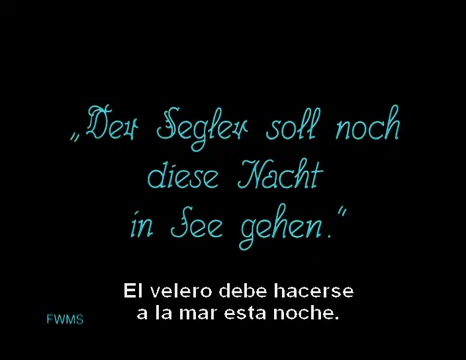 „Der Segler soll noch
diese Nacht
in See gehen.“
El velero debe hacerse
a la mar esta noche.
FWMS